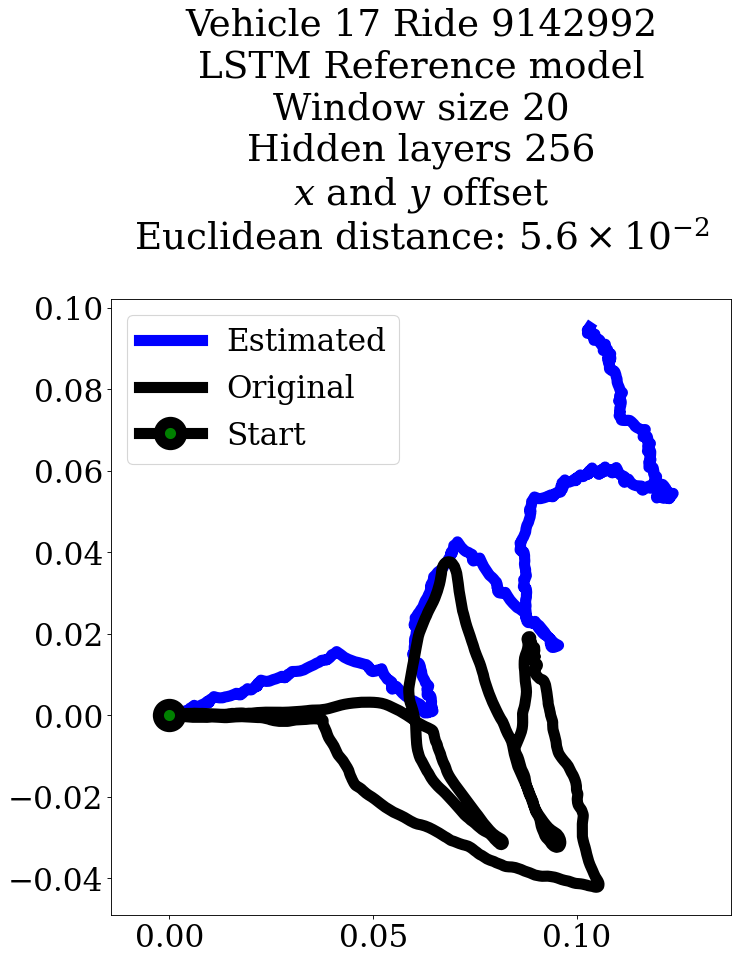 Vehicle 17 Ride 9142992
LSTM Reference model
Window size 20
Hidden layers 256
x and y offset
Euclidean distance: 5.6 × 10⁻²
Estimated
Original
Start
0.10
0.08
0.06
0.04
0.02
0.00
−0.02
−0.04
0.00 0.05 0.10